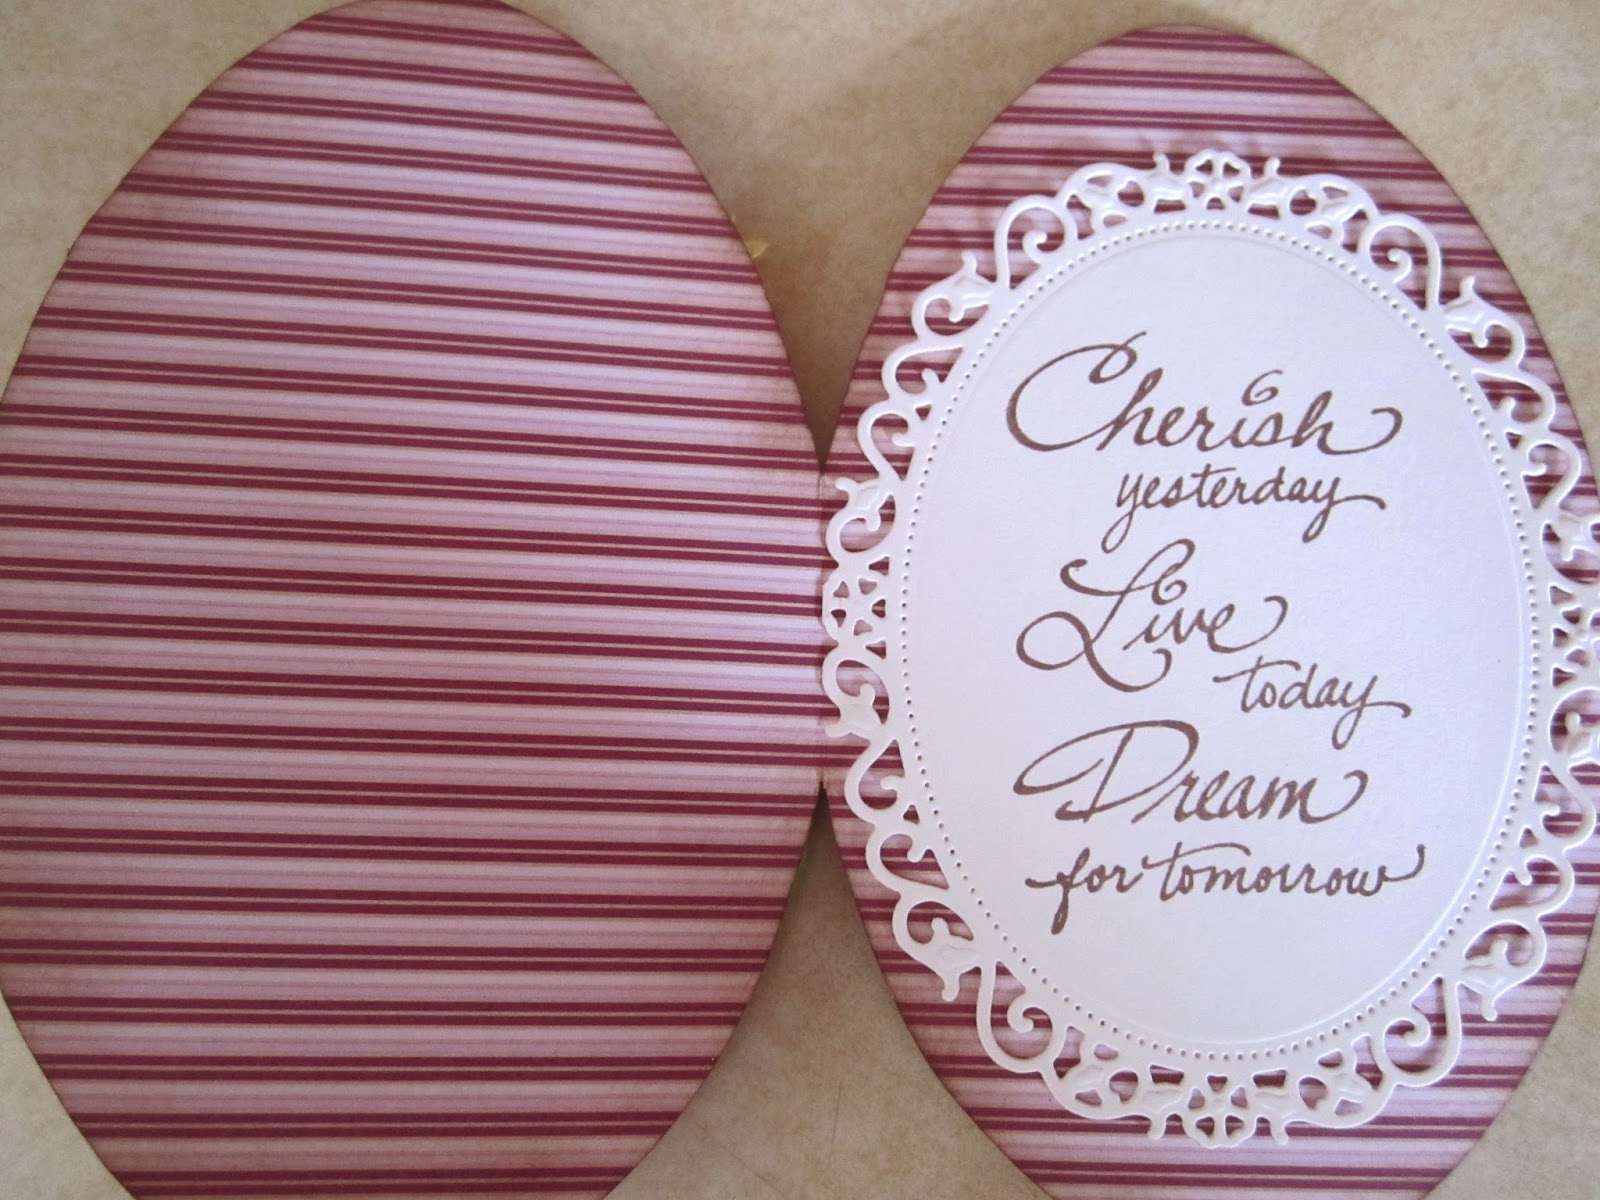 Cherish
yesterday
Live
today
Dream
for tomorrow